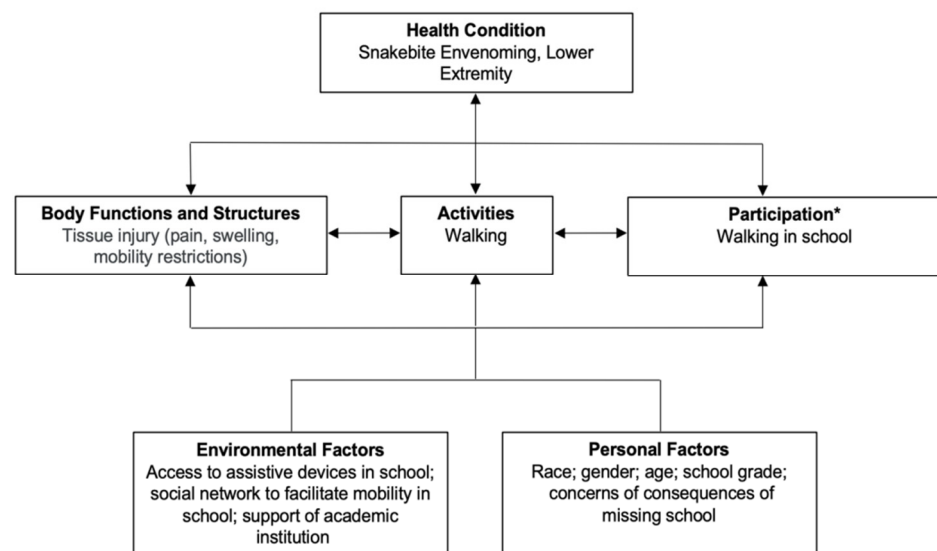 Health Condition
Snakebite Envenoming, Lower
Extremity
Body Functions and Structures
Tissue injury (pain, swelling,
mobility restrictions)
Activities
Walking
Participation*
Walking in school
Environmental Factors
Access to assistive devices in school;
social network to facilitate mobility in
school; support of academic
institution
Personal Factors
Race; gender; age; school grade;
concerns of consequences of
missing school